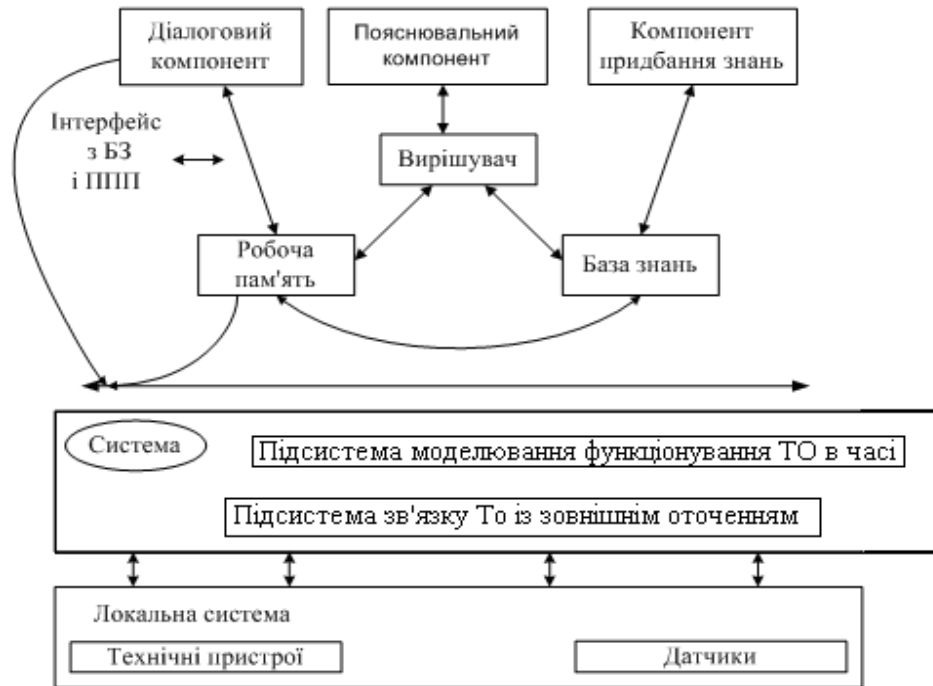 Діалоговий
компонент
Пояснювальний
компонент
Компонент
придбання знань
Інтерфейс
з БЗ
і ППП
Вирішувач
Робоча
пам'ять
База знань
Система
Підсистема моделювання функціонування ТО в часі
Підсистема зв'язку То із зовнішнім оточенням
Локальна система
Технічні пристрої
Датчики